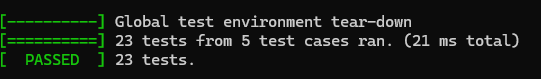 [----------] Global test environment tear-down
[==========] 23 tests from 5 test cases ran. (21 ms total)
[  PASSED  ] 23 tests.